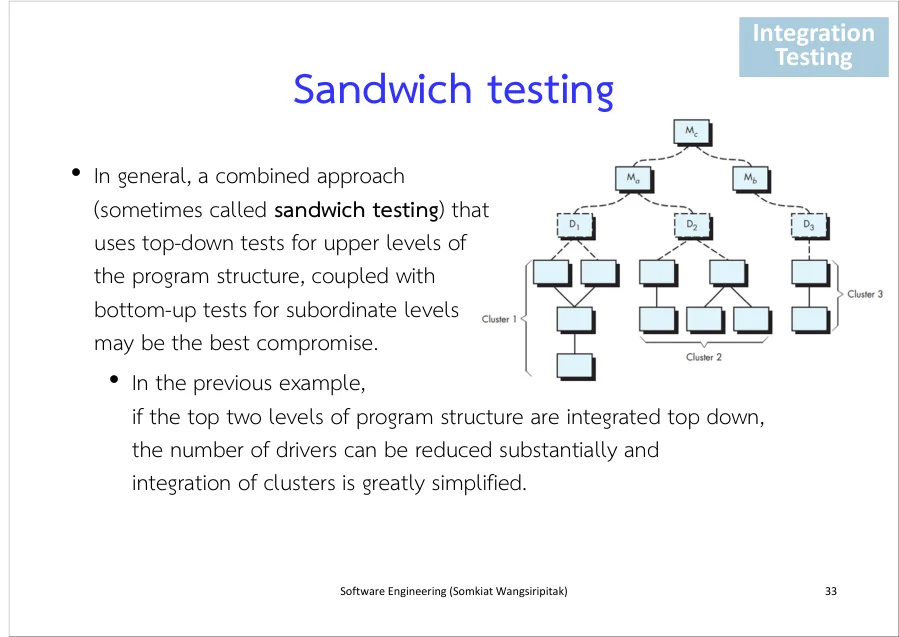 Integration
Testing
Sandwich testing
• In general, a combined approach
(sometimes called sandwich testing) that
uses top-down tests for upper levels of
the program structure, coupled with
bottom-up tests for subordinate levels
may be the best compromise.
• In the previous example,
if the top two levels of program structure are integrated top down,
the number of drivers can be reduced substantially and
integration of clusters is greatly simplified.
Mc
Ma
Mb
D1
D2
D3
Cluster 1
Cluster 2
Cluster 3
Software Engineering (Somkiat Wangsiripitak)
33